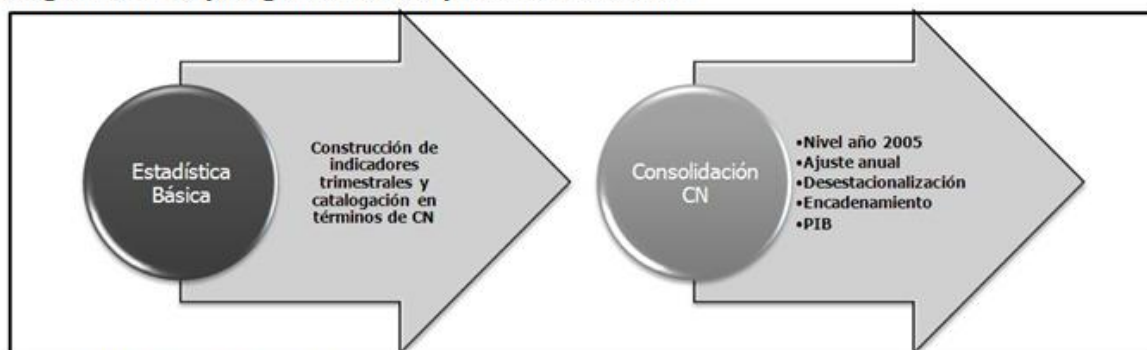 Estadística
Básica
Construcción de
indicadores
trimestrales y
catalogación en
términos de CN
Consolidación
CN
•Nivel año 2005
•Ajuste anual
•Desestacionalización
•Encadenamiento
•PIB